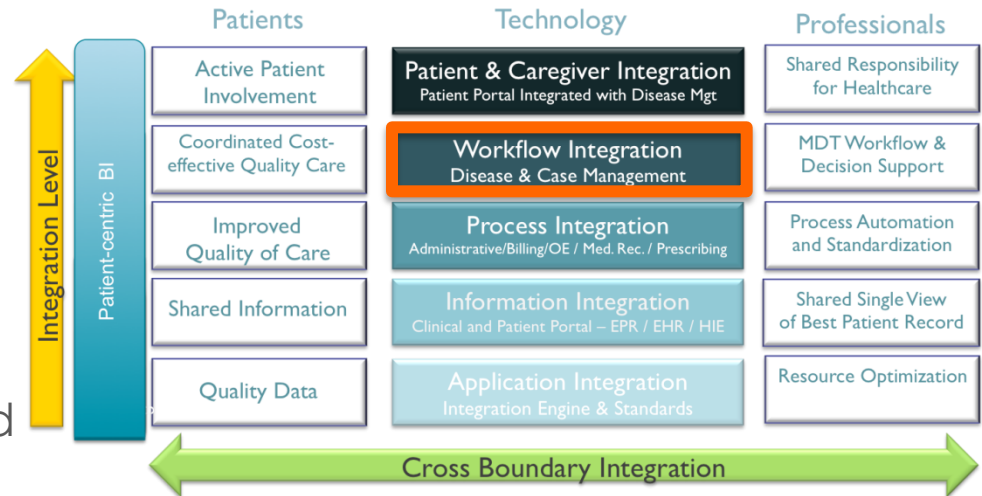 Patients
Technology
Professionals
Integration Level
Patient-centric BI
Active Patient
Involvement
Patient & Caregiver Integration
Patient Portal Integrated with Disease Mgt
Shared Responsibility
for Healthcare
Coordinated Cost-
effective Quality Care
Workflow Integration
Disease & Case Management
MDT Workflow &
Decision Support
Improved
Quality of Care
Process Integration
Administrative/Billing/OE / Med. Rec. / Prescribing
Process Automation
and Standardization
Shared Information
Information Integration
Clinical and Patient Portal – EPR / EHR / HIE
Shared Single View
of Best Patient Record
Quality Data
Application Integration
Integration Engine & Standards
Resource Optimization
d
Cross Boundary Integration